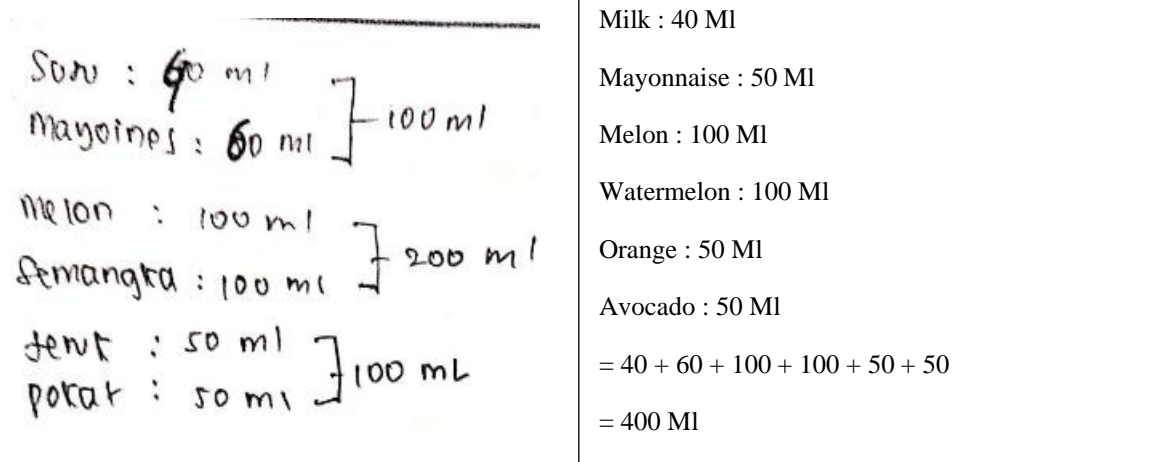 Susu : 40 ml
mayoines : 60 ml
100 ml
melon : 100 ml
semangka : 100 ml
200 ml
jeruk : 50 ml
pokat : 50 ml
100 mL
Milk : 40 Ml
Mayonnaise : 50 Ml
Melon : 100 Ml
Watermelon : 100 Ml
Orange : 50 Ml
Avocado : 50 Ml
= 40 + 60 + 100 + 100 + 50 + 50
= 400 Ml